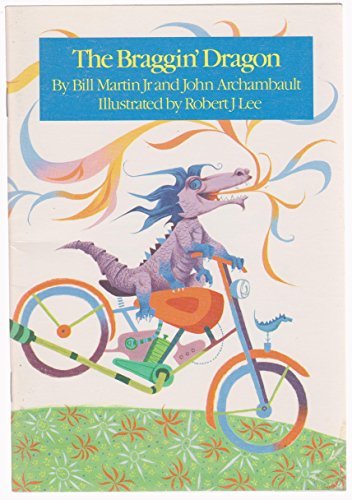 The Braggin' Dragon
By Bill Martin Jr and John Archambault
Illustrated by Robert J Lee